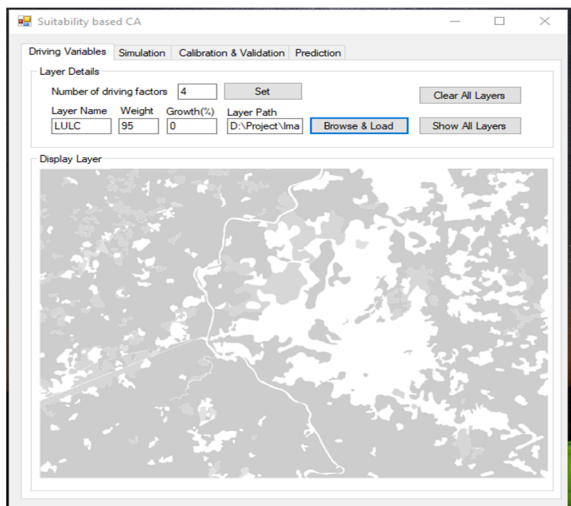 Suitability based CA
Driving Variables Simulation Calibration & Validation Prediction
Layer Details
Number of driving factors 4 Set Clear All Layers
Layer Name Weight Growth(%) Layer Path
LULC 95 0 D:\Project\Ima Browse & Load Show All Layers
Display Layer